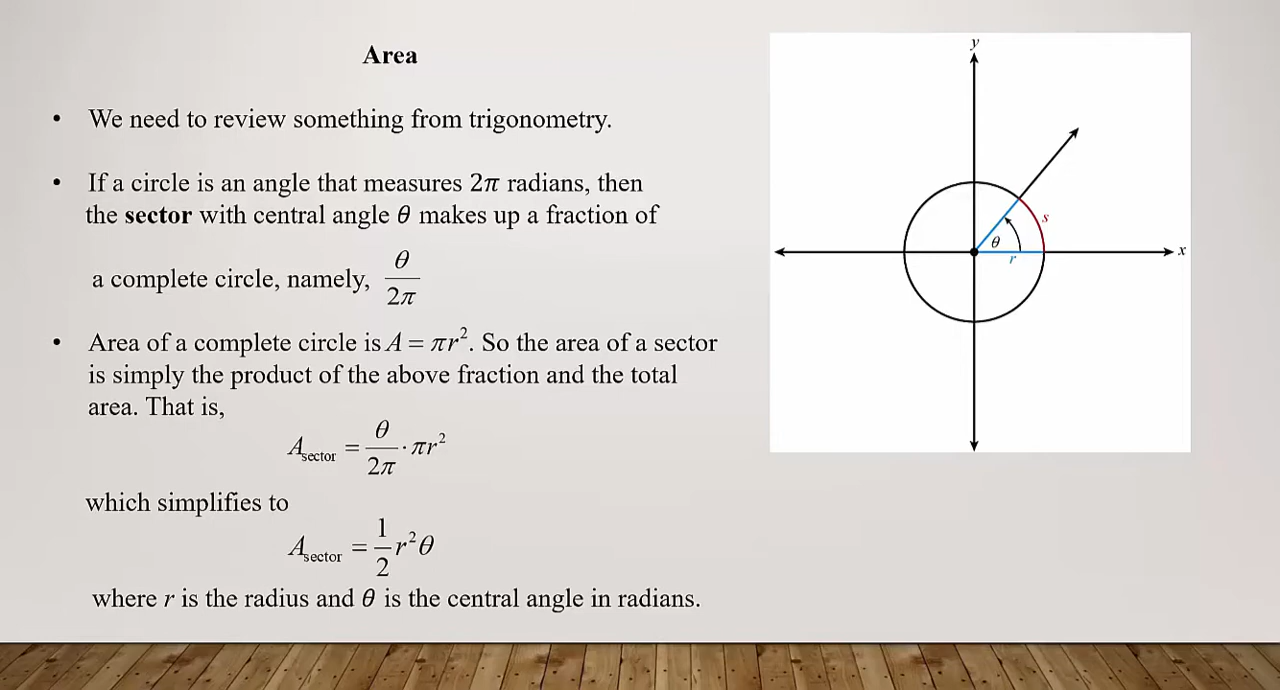 Area
• We need to review something from trigonometry.
• If a circle is an angle that measures 2π radians, then
the sector with central angle θ makes up a fraction of
a complete circle, namely, θ/2π
• Area of a complete circle is A = πr². So the area of a sector
is simply the product of the above fraction and the total
area. That is,
A_sector = θ/2π · πr²
which simplifies to
A_sector = 1/2 r²θ
where r is the radius and θ is the central angle in radians.
y
s
θ
x
r